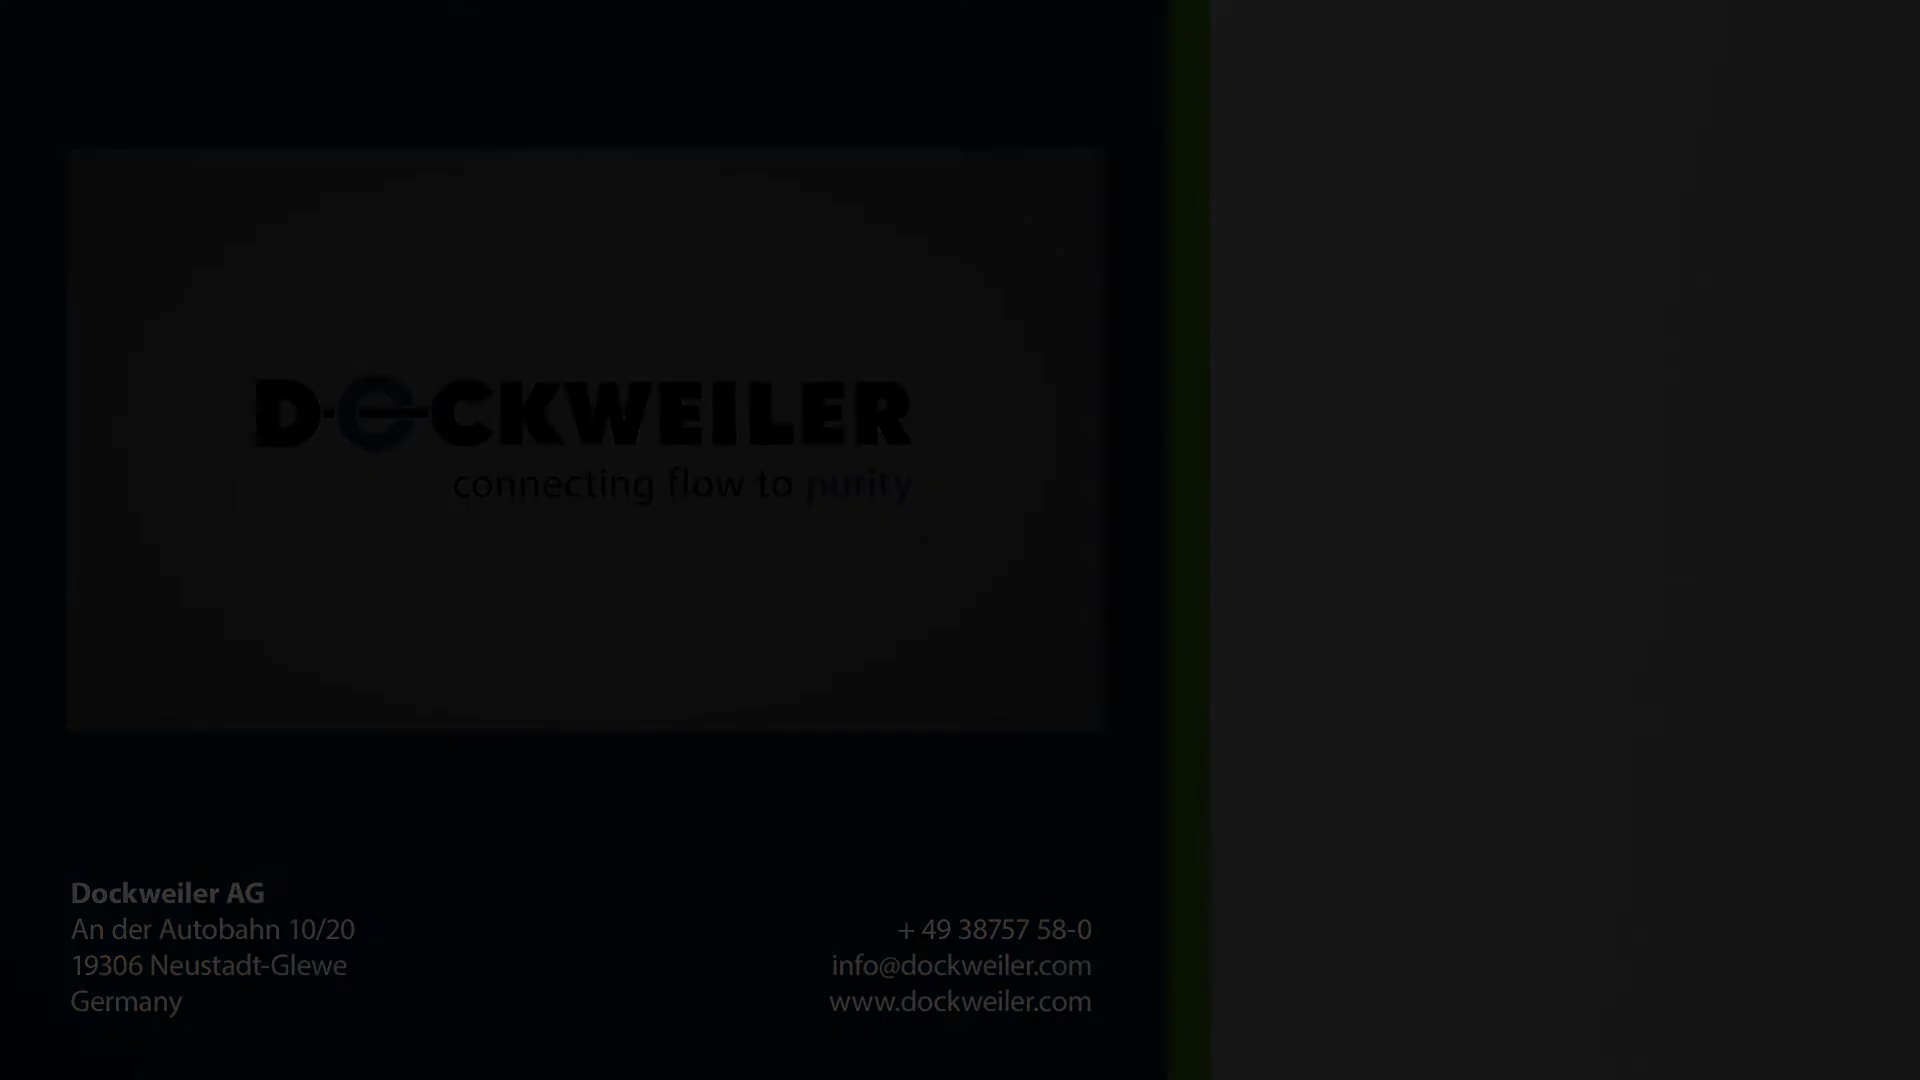 DOCKWEILER
connecting flow to purity
Dockweiler AG
An der Autobahn 10/20
19306 Neustadt-Glewe
Germany
+ 49 38757 58-0
info@dockweiler.com
www.dockweiler.com